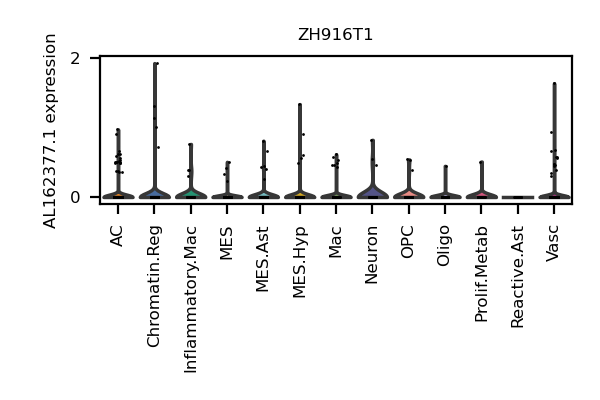 ZH916T1
AL162377.1 expression
2
0
AC
Chromatin.Reg
Inflammatory.Mac
MES
MES.Ast
MES.Hyp
Mac
Neuron
OPC
Oligo
Prolif.Metab
Reactive.Ast
Vasc